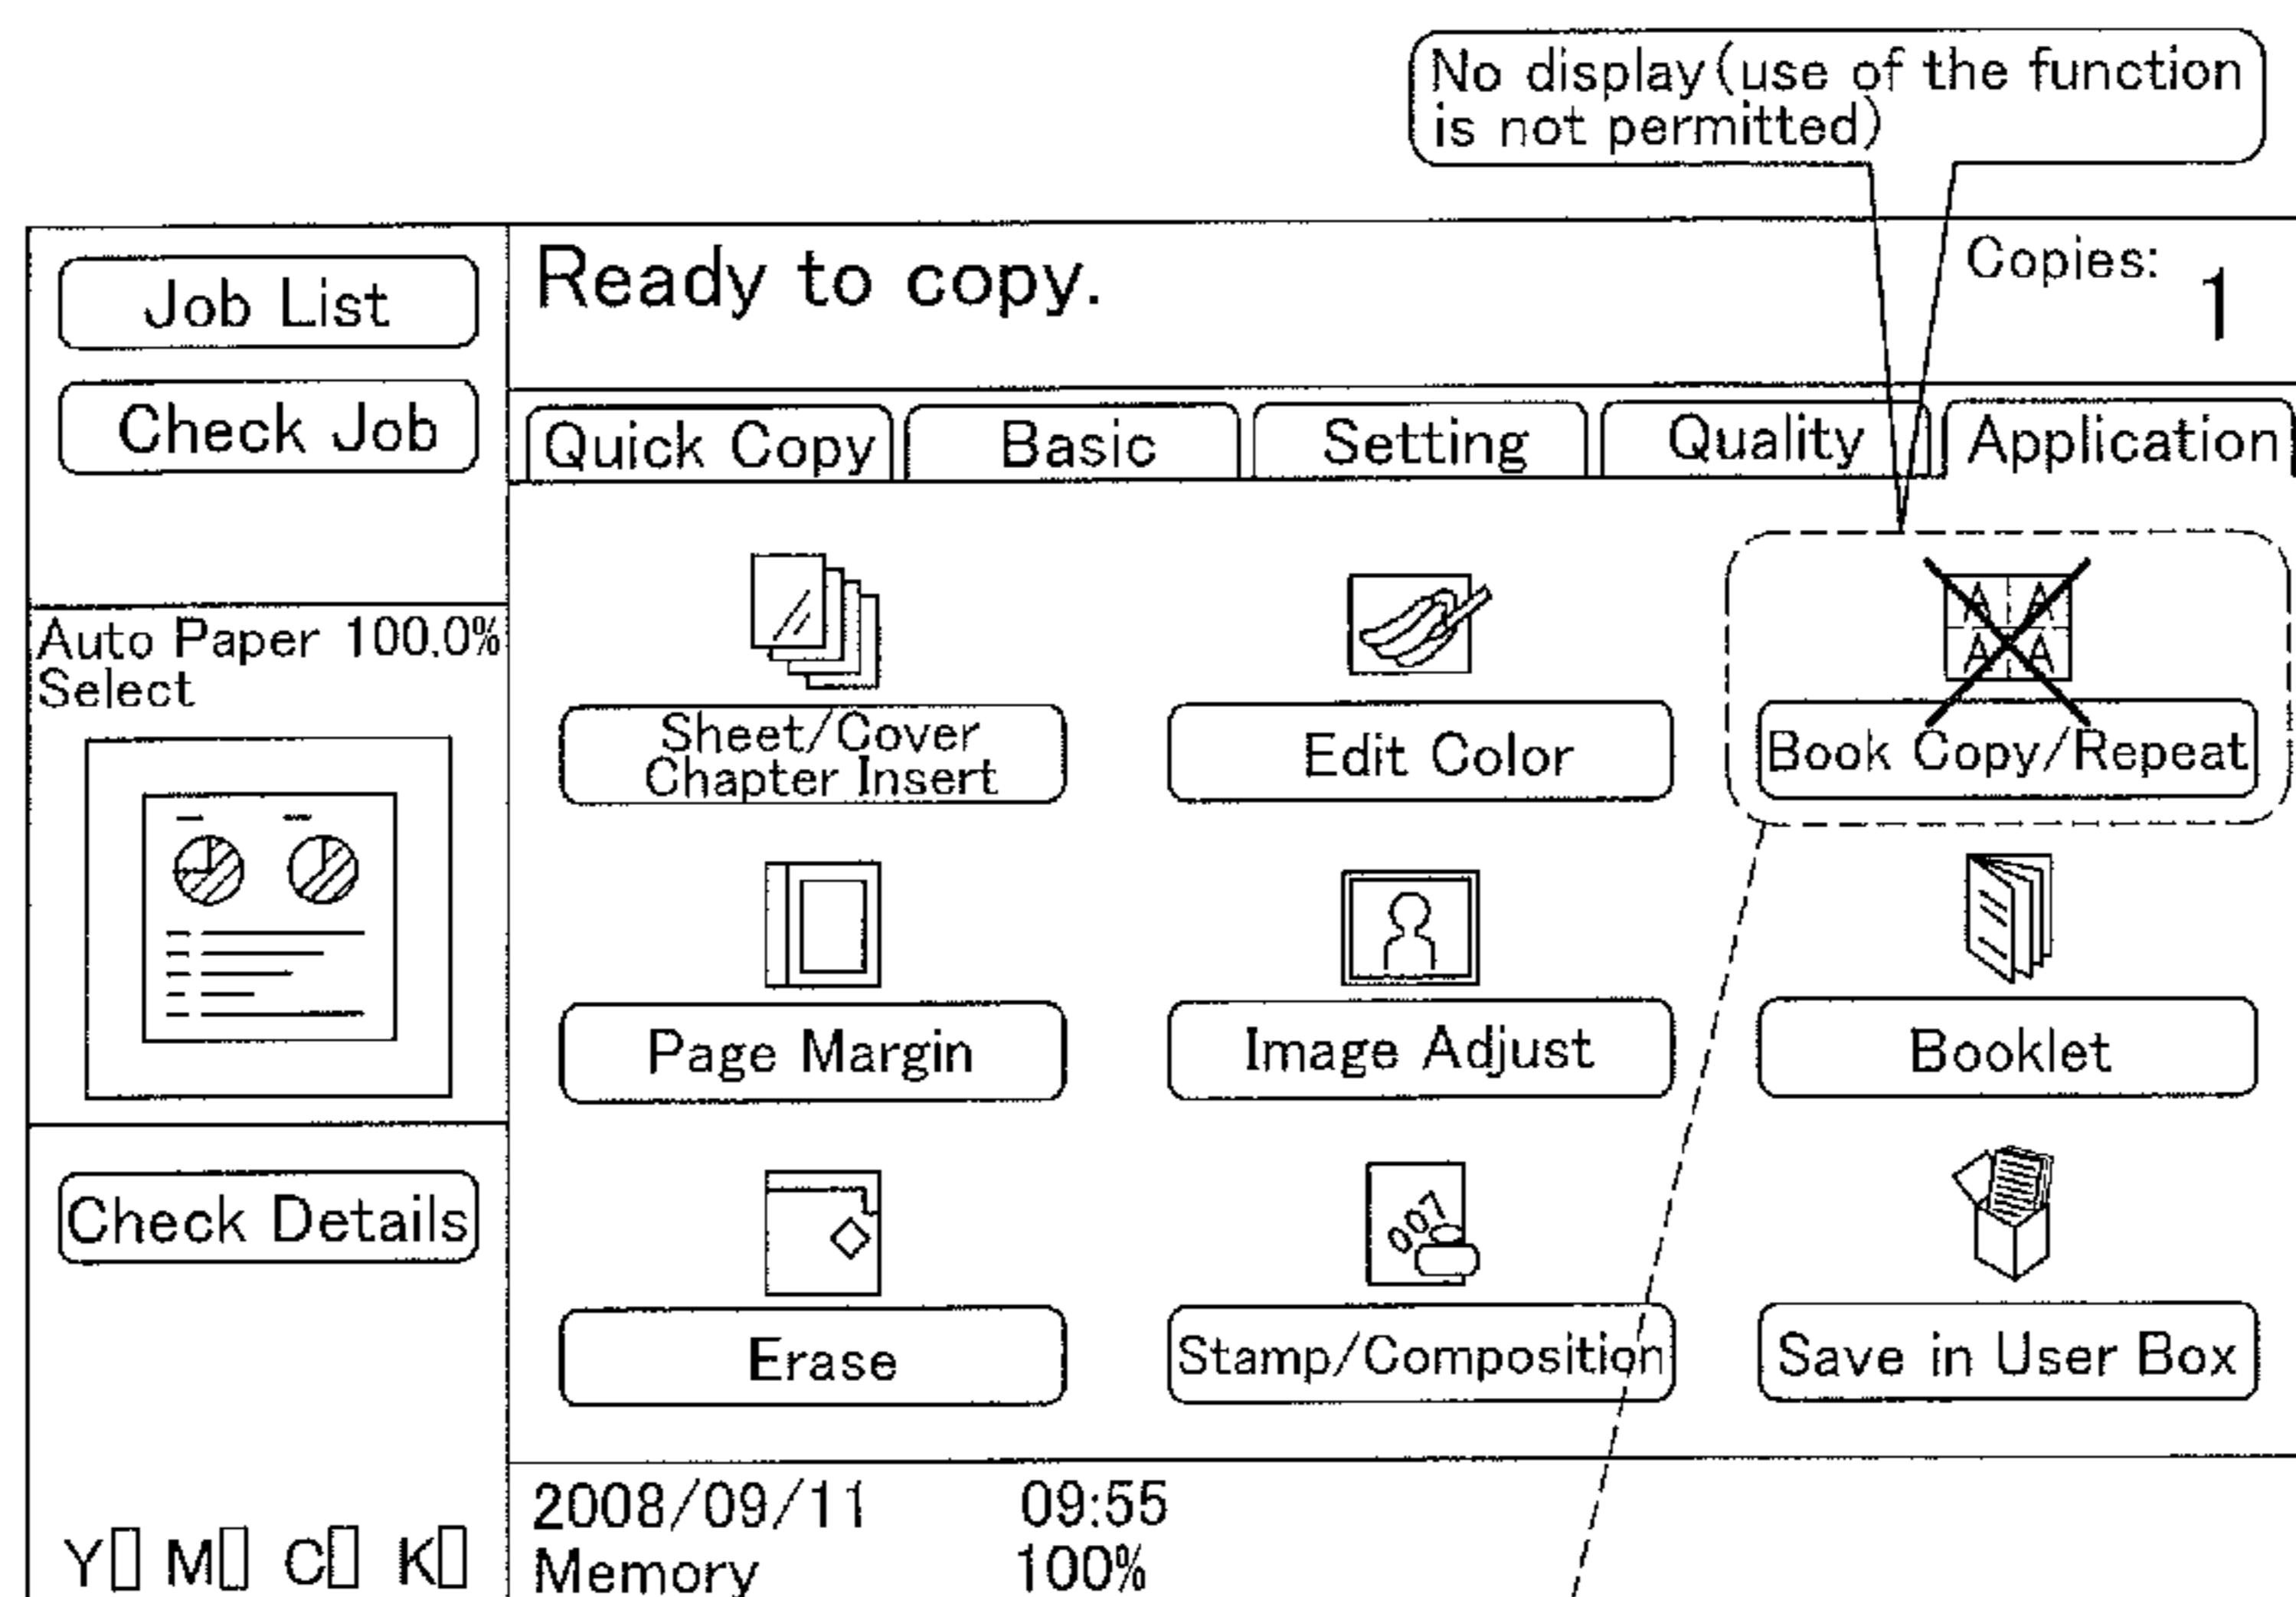 No display(use of the function
is not permitted)
Job List
Check Job
Ready to copy.
Copies:
1
Quick Copy
Basic
Setting
Quality
Application
Auto Paper 100.0%
Select
A A
A A
Sheet/Cover
Chapter Insert
Edit Color
Book Copy/Repeat
Page Margin
Image Adjust
Booklet
Check Details
007
Erase
Stamp/Composition
Save in User Box
2008/09/11 09:55
Memory 100%
Y M C K